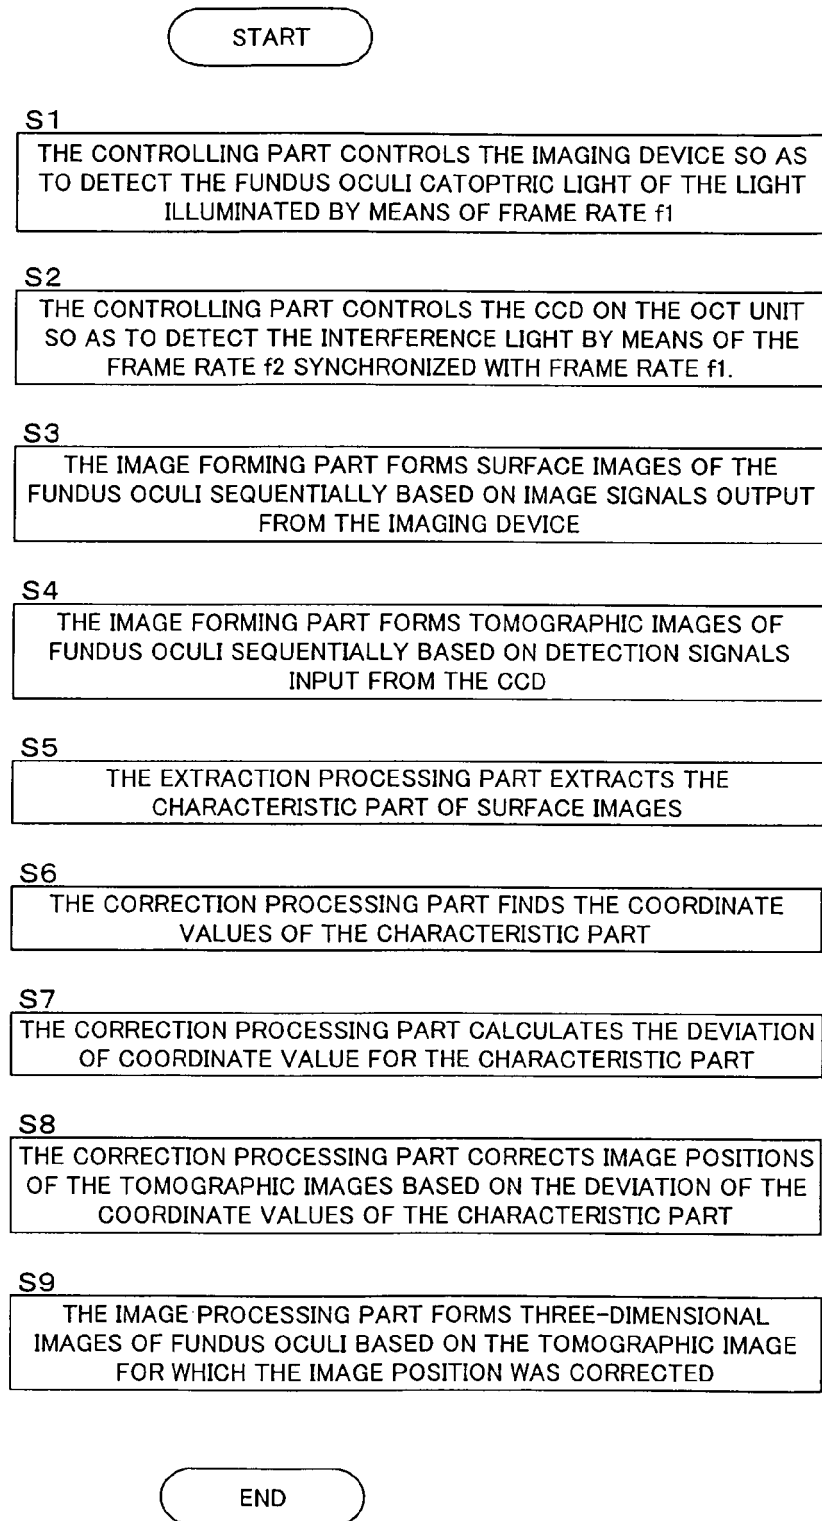 START
S1
THE CONTROLLING PART CONTROLS THE IMAGING DEVICE SO AS
TO DETECT THE FUNDUS OCULI CATOPTRIC LIGHT OF THE LIGHT
ILLUMINATED BY MEANS OF FRAME RATE f1
S2
THE CONTROLLING PART CONTROLS THE CCD ON THE OCT UNIT
SO AS TO DETECT THE INTERFERENCE LIGHT BY MEANS OF THE
FRAME RATE f2 SYNCHRONIZED WITH FRAME RATE f1.
S3
THE IMAGE FORMING PART FORMS SURFACE IMAGES OF THE
FUNDUS OCULI SEQUENTIALLY BASED ON IMAGE SIGNALS OUTPUT
FROM THE IMAGING DEVICE
S4
THE IMAGE FORMING PART FORMS TOMOGRAPHIC IMAGES OF
FUNDUS OCULI SEQUENTIALLY BASED ON DETECTION SIGNALS
INPUT FROM THE CCD
S5
THE EXTRACTION PROCESSING PART EXTRACTS THE
CHARACTERISTIC PART OF SURFACE IMAGES
S6
THE CORRECTION PROCESSING PART FINDS THE COORDINATE
VALUES OF THE CHARACTERISTIC PART
S7
THE CORRECTION PROCESSING PART CALCULATES THE DEVIATION
OF COORDINATE VALUE FOR THE CHARACTERISTIC PART
S8
THE CORRECTION PROCESSING PART CORRECTS IMAGE POSITIONS
OF THE TOMOGRAPHIC IMAGES BASED ON THE DEVIATION OF THE
COORDINATE VALUES OF THE CHARACTERISTIC PART
S9
THE IMAGE PROCESSING PART FORMS THREE-DIMENSIONAL
IMAGES OF FUNDUS OCULI BASED ON THE TOMOGRAPHIC IMAGE
FOR WHICH THE IMAGE POSITION WAS CORRECTED
END